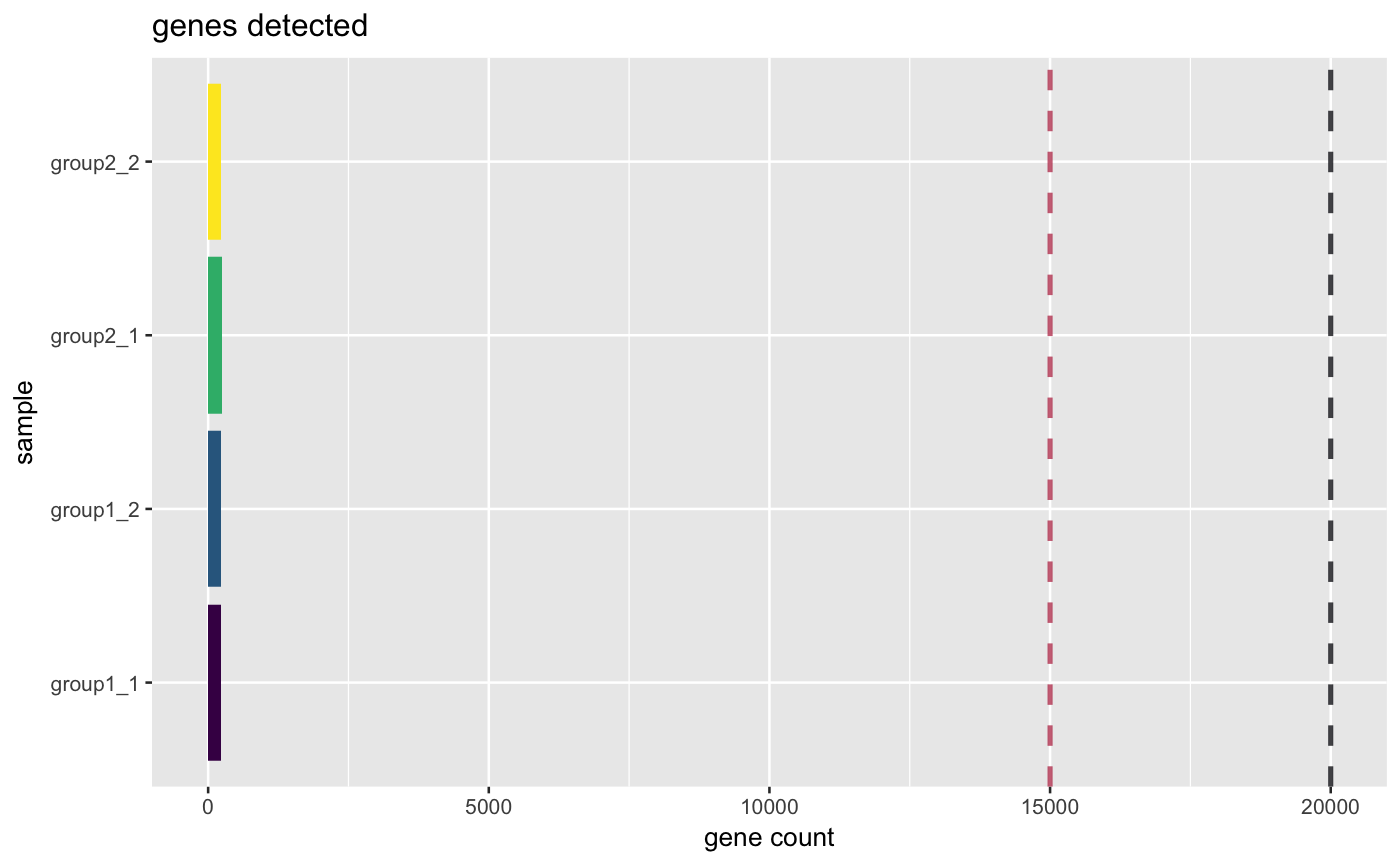 genes detected
group2_2
group2_1
group1_2
group1_1
sample
0 5000 10000 15000 20000
gene count